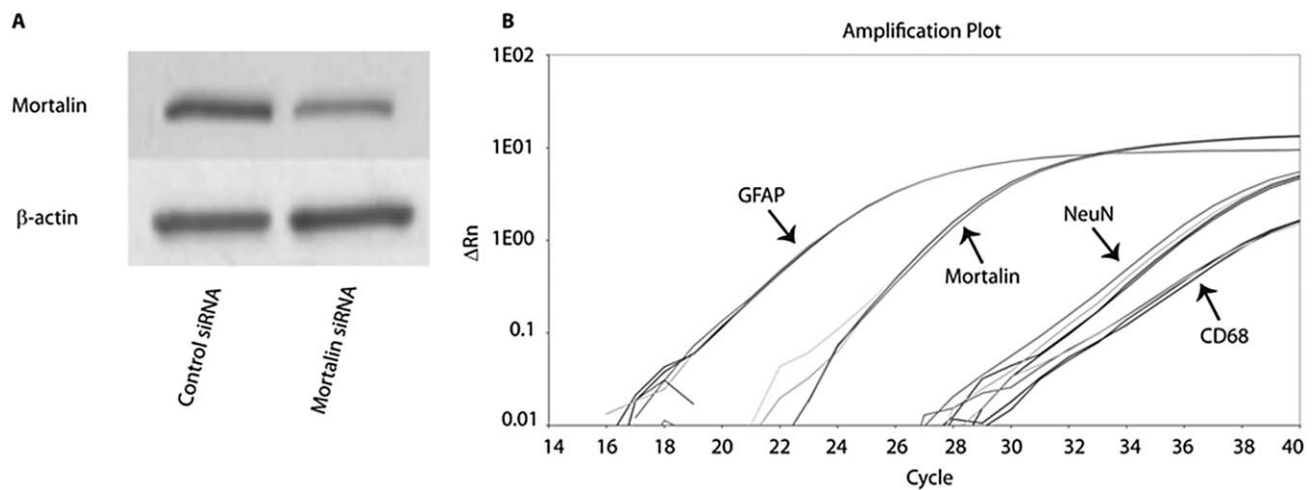 A
Mortalin
β-actin
Control siRNA
Mortalin siRNA
B
Amplification Plot
1E02
1E01
1E00
0.1
0.01
ΔRn
GFAP
Mortalin
NeuN
CD68
14 16 18 20 22 24 26 28 30 32 34 36 38 40
Cycle